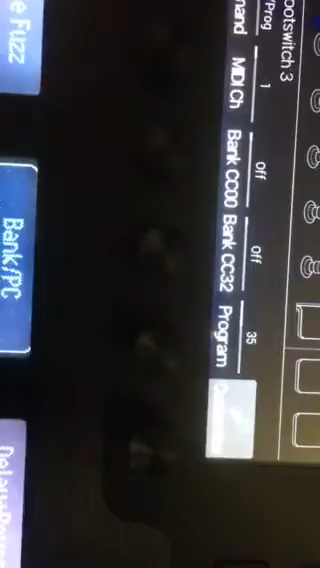 ootswitch 3
/Prog
1 Off Off 35
nand MIDI Ch Bank CC00 Bank CC32 Program
e Fuzz
Bank/PC